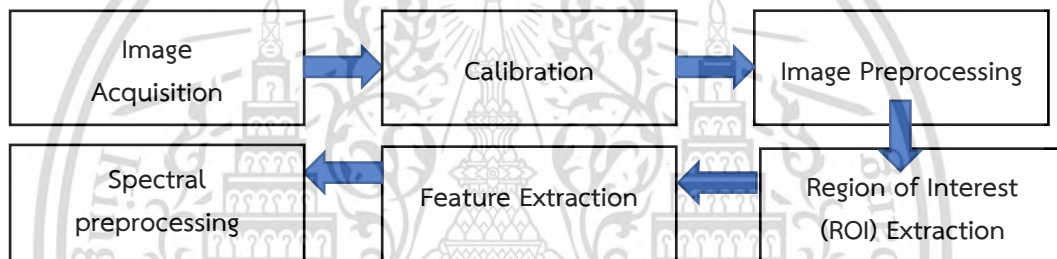 Image
Acquisition
Calibration
Image Preprocessing
Region of Interest
(ROI) Extraction
Feature Extraction
Spectral
preprocessing